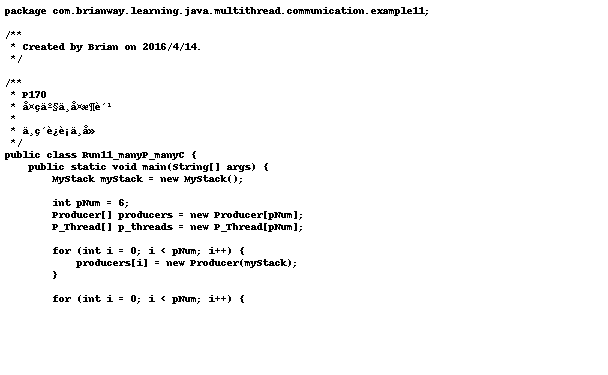 package com.brianway.learning.java.multithread.communication.example11;

/**
 * Created by Brian on 2016/4/14.
 */

/**
 * P170
 * å¤çäº§ä¸å¤æ¶è´¹
 *
 * ä¸ç´è¿è¡ä¸å»
 */
public class Run11_manyP_manyC {
    public static void main(String[] args) {
        MyStack myStack = new MyStack();

        int pNum = 6;
        Producer[] producers = new Producer[pNum];
        P_Thread[] p_threads = new P_Thread[pNum];

        for (int i = 0; i < pNum; i++) {
            producers[i] = new Producer(myStack);
        }

        for (int i = 0; i < pNum; i++) {